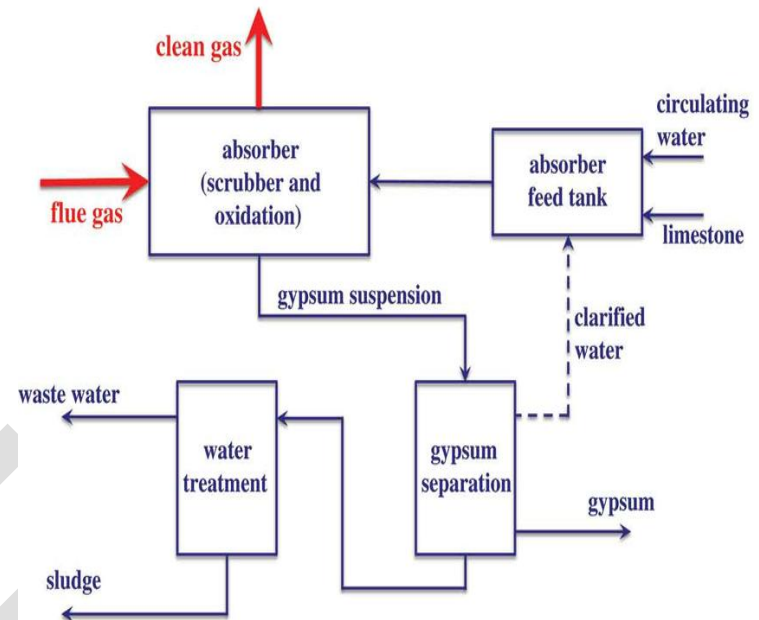 clean gas
circulating
water
absorber
(scrubber and
oxidation)
absorber
feed tank
flue gas
limestone
gypsum suspension
clarified
water
waste water
water
treatment
gypsum
separation
gypsum
sludge